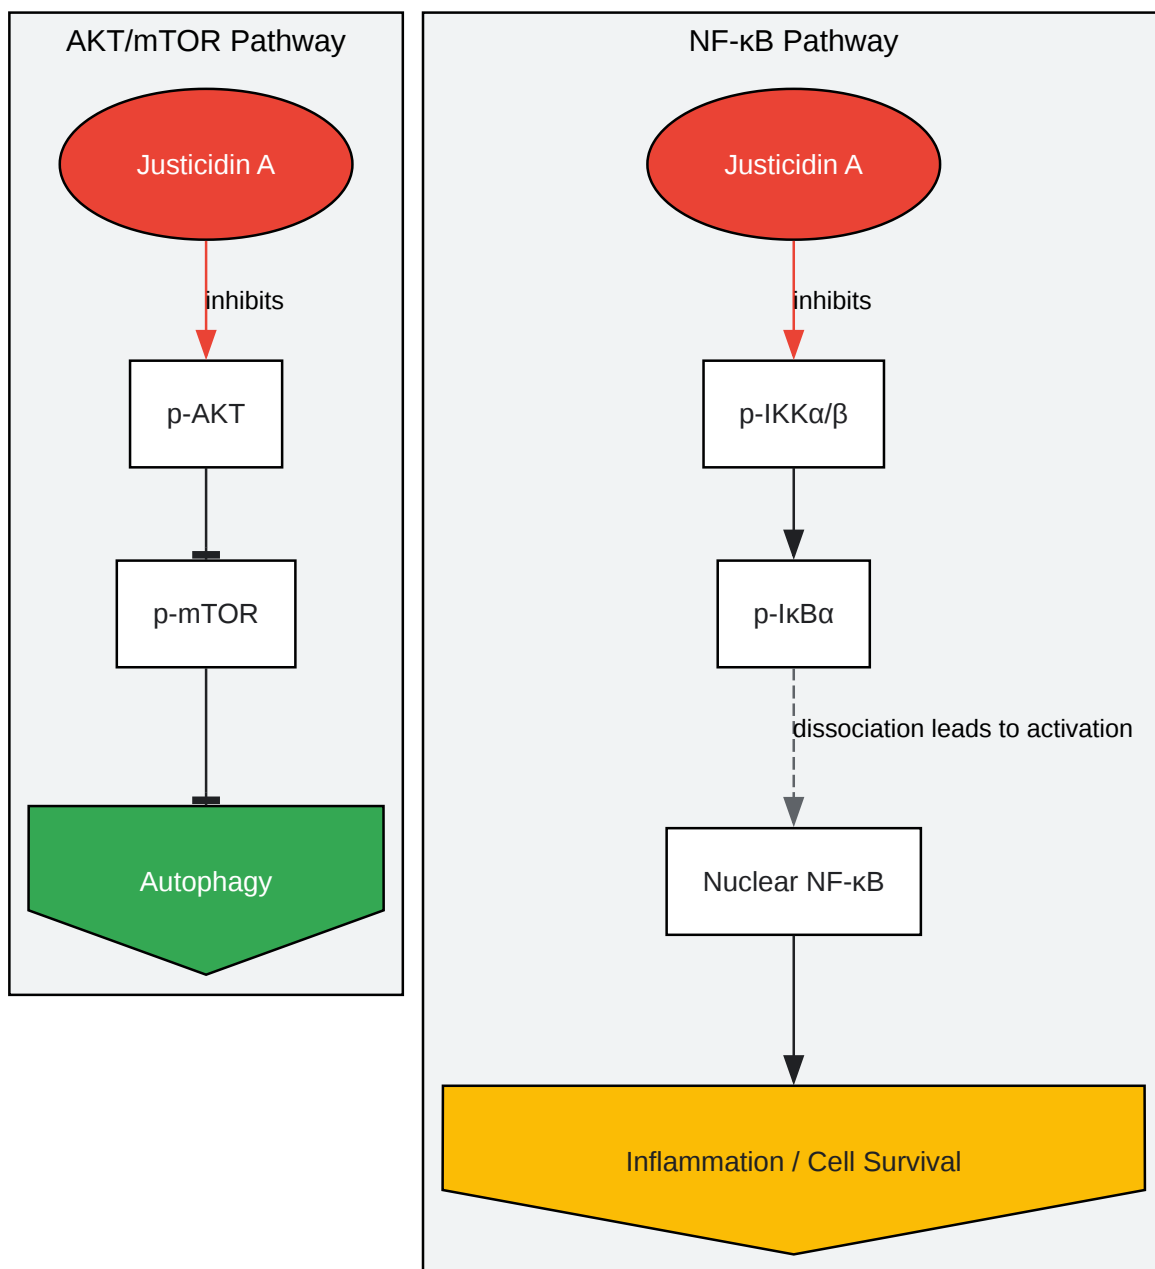 AKT/mTOR Pathway
Justicidin A
inhibits
p-AKT
p-mTOR
Autophagy
NF-κB Pathway
Justicidin A
inhibits
p-IKKα/β
p-IκBα
dissociation leads to activation
Nuclear NF-κB
Inflammation / Cell Survival